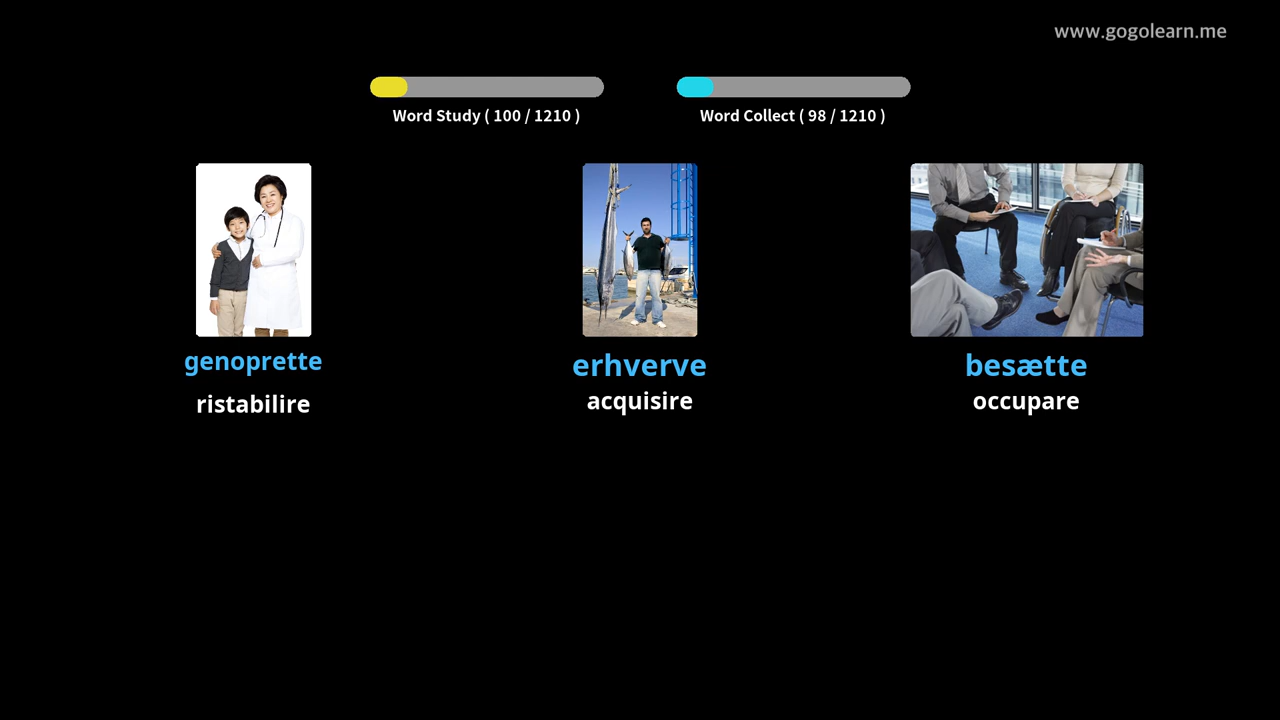 www.gogolearn.me
Word Study ( 100 / 1210 )
Word Collect ( 98 / 1210 )
genoprette
ristabilire
erhverve
acquisire
besætte
occupare